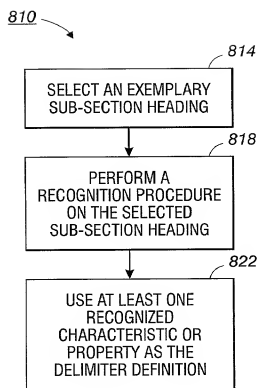 810
814
SELECT AN EXEMPLARY
SUB-SECTION HEADING
818
PERFORM A
RECOGNITION PROCEDURE
ON THE SELECTED
SUB-SECTION HEADING
822
USE AT LEAST ONE
RECOGNIZED
CHARACTERISTIC OR
PROPERTY AS THE
DELIMITER DEFINITION